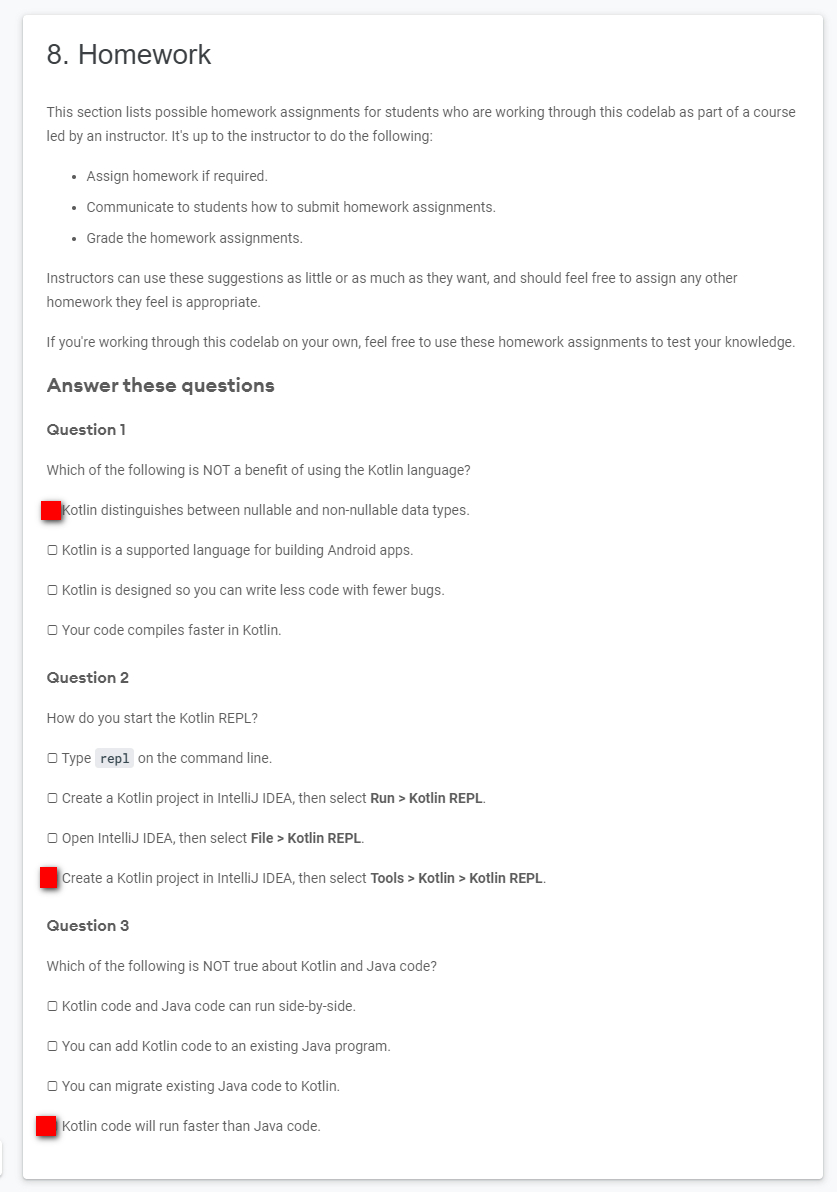 8. Homework
This section lists possible homework assignments for students who are working through this codelab as part of a course
led by an instructor. It's up to the instructor to do the following:
• Assign homework if required.
• Communicate to students how to submit homework assignments.
• Grade the homework assignments.
Instructors can use these suggestions as little or as much as they want, and should feel free to assign any other
homework they feel is appropriate.
If you're working through this codelab on your own, feel free to use these homework assignments to test your knowledge.
Answer these questions
Question 1
Which of the following is NOT a benefit of using the Kotlin language?
Kotlin distinguishes between nullable and non-nullable data types.
▢ Kotlin is a supported language for building Android apps.
▢ Kotlin is designed so you can write less code with fewer bugs.
▢ Your code compiles faster in Kotlin.
Question 2
How do you start the Kotlin REPL?
▢ Type repl on the command line.
▢ Create a Kotlin project in IntelliJ IDEA, then select Run > Kotlin REPL.
▢ Open IntelliJ IDEA, then select File > Kotlin REPL.
Create a Kotlin project in IntelliJ IDEA, then select Tools > Kotlin > Kotlin REPL.
Question 3
Which of the following is NOT true about Kotlin and Java code?
▢ Kotlin code and Java code can run side-by-side.
▢ You can add Kotlin code to an existing Java program.
▢ You can migrate existing Java code to Kotlin.
Kotlin code will run faster than Java code.